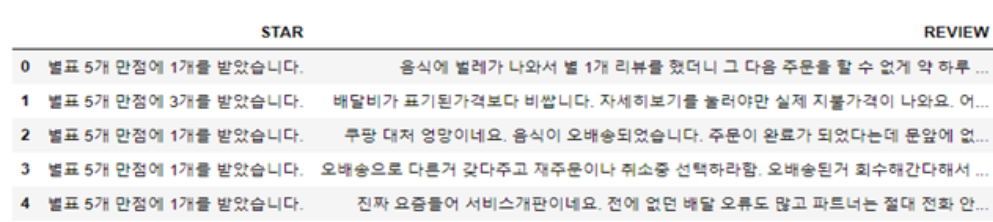 STAR REVIEW
0 별표 5개 만점에 1개를 받았습니다. 음식에 벌레가 나와서 별 1개 리뷰를 했더니 그 다음 주문을 할 수 없게 약 하루 ...
1 별표 5개 만점에 3개를 받았습니다. 배달비가 표기된가격보다 비쌉니다. 자세히보기를 눌러야만 실제 지불가격이 나와요. 어...
2 별표 5개 만점에 1개를 받았습니다. 쿠팡 대처 엉망이네요. 음식이 오배송되었습니다. 주문이 완료가 되었다는데 문앞에 없...
3 별표 5개 만점에 1개를 받았습니다. 오배송으로 다른거 갖다주고 재주문이나 취소중 선택하라함. 오배송된거 회수해간다해서 ...
4 별표 5개 만점에 1개를 받았습니다. 진짜 요즘들어 서비스개판이네요. 전에 없던 배달 오류도 많고 파트너는 절대 전화 안...